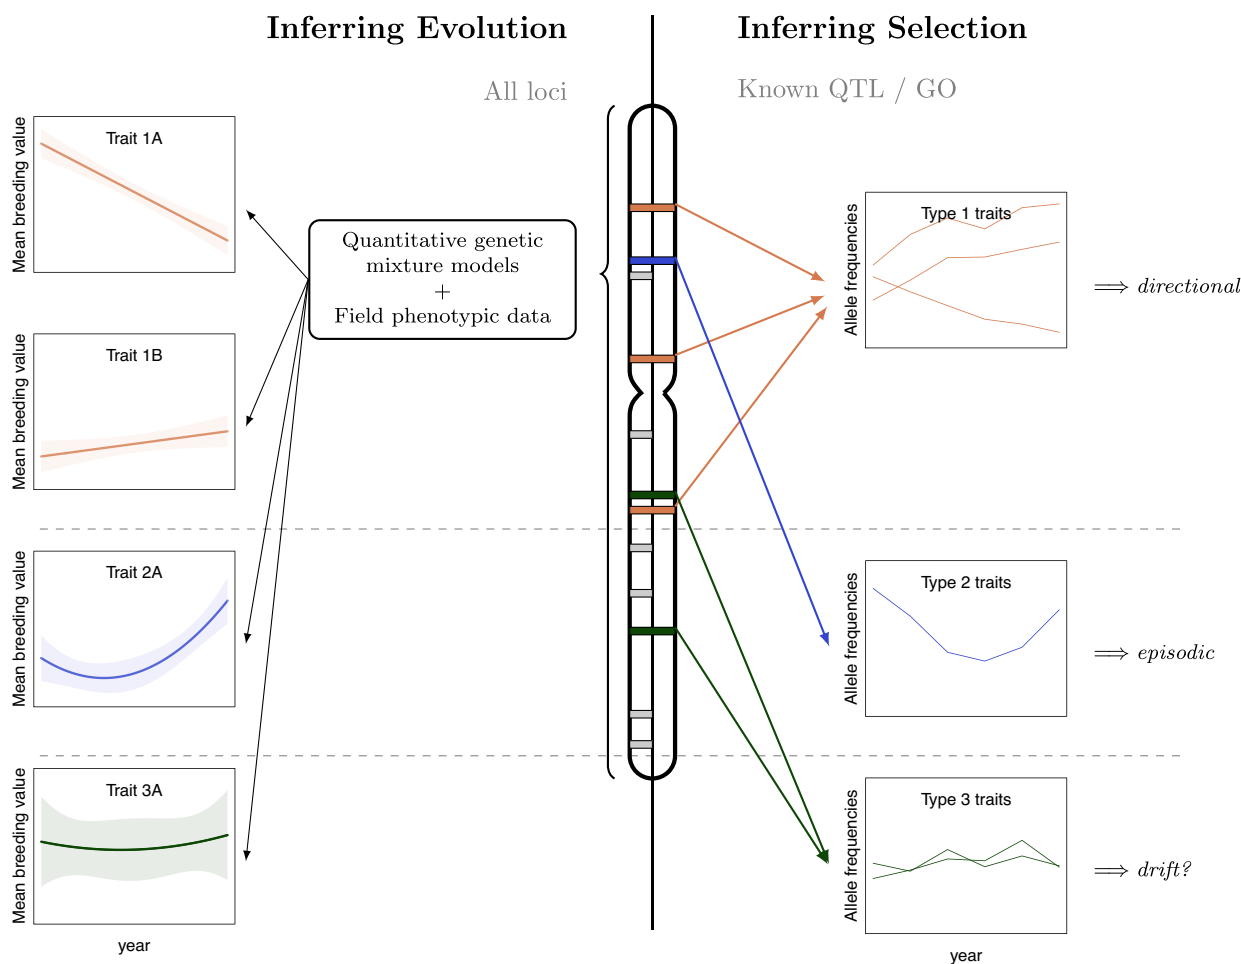 Inferring Evolution
Inferring Selection
All loci
Known QTL / GO
Mean breeding value
Trait 1A
Quantitative genetic
mixture models
+
Field phenotypic data
Allele frequencies
Type 1 traits
⟹ directional
Mean breeding value
Trait 1B
Mean breeding value
Trait 2A
Allele frequencies
Type 2 traits
⟹ episodic
Mean breeding value
Trait 3A
year
Allele frequencies
Type 3 traits
⟹ drift?
year